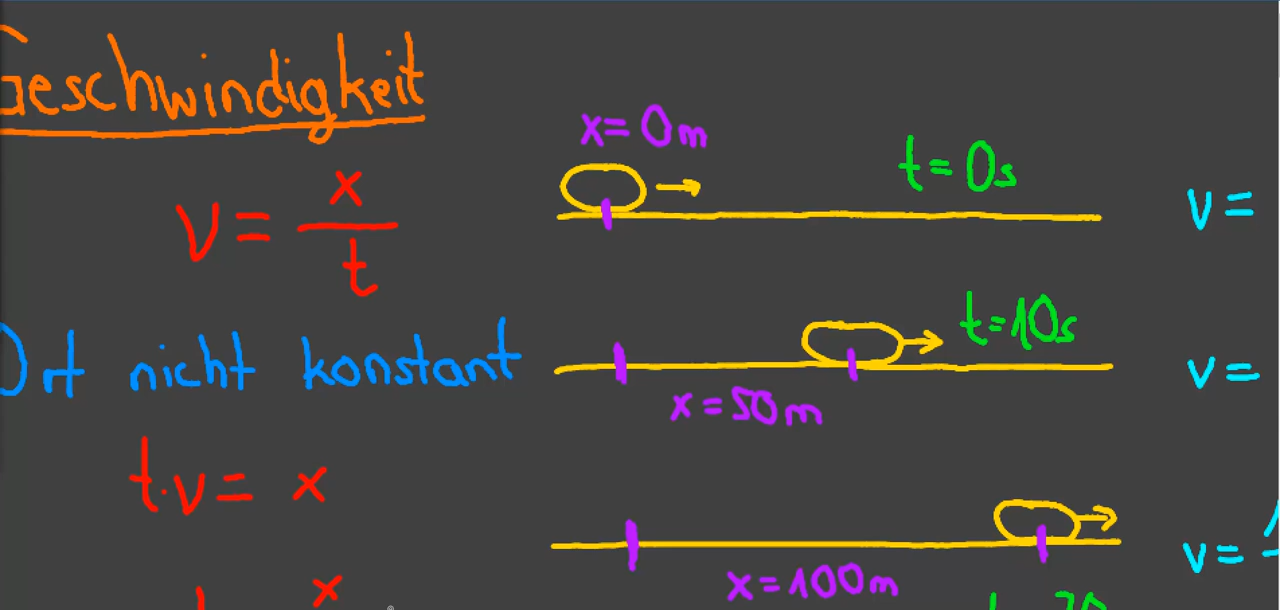 Geschwindigkeit
v = x / t
Ort nicht konstant
t · v = x
x
x = 0m
t = 0s
v =
t = 10s
x = 50m
v =
x = 100m
v =